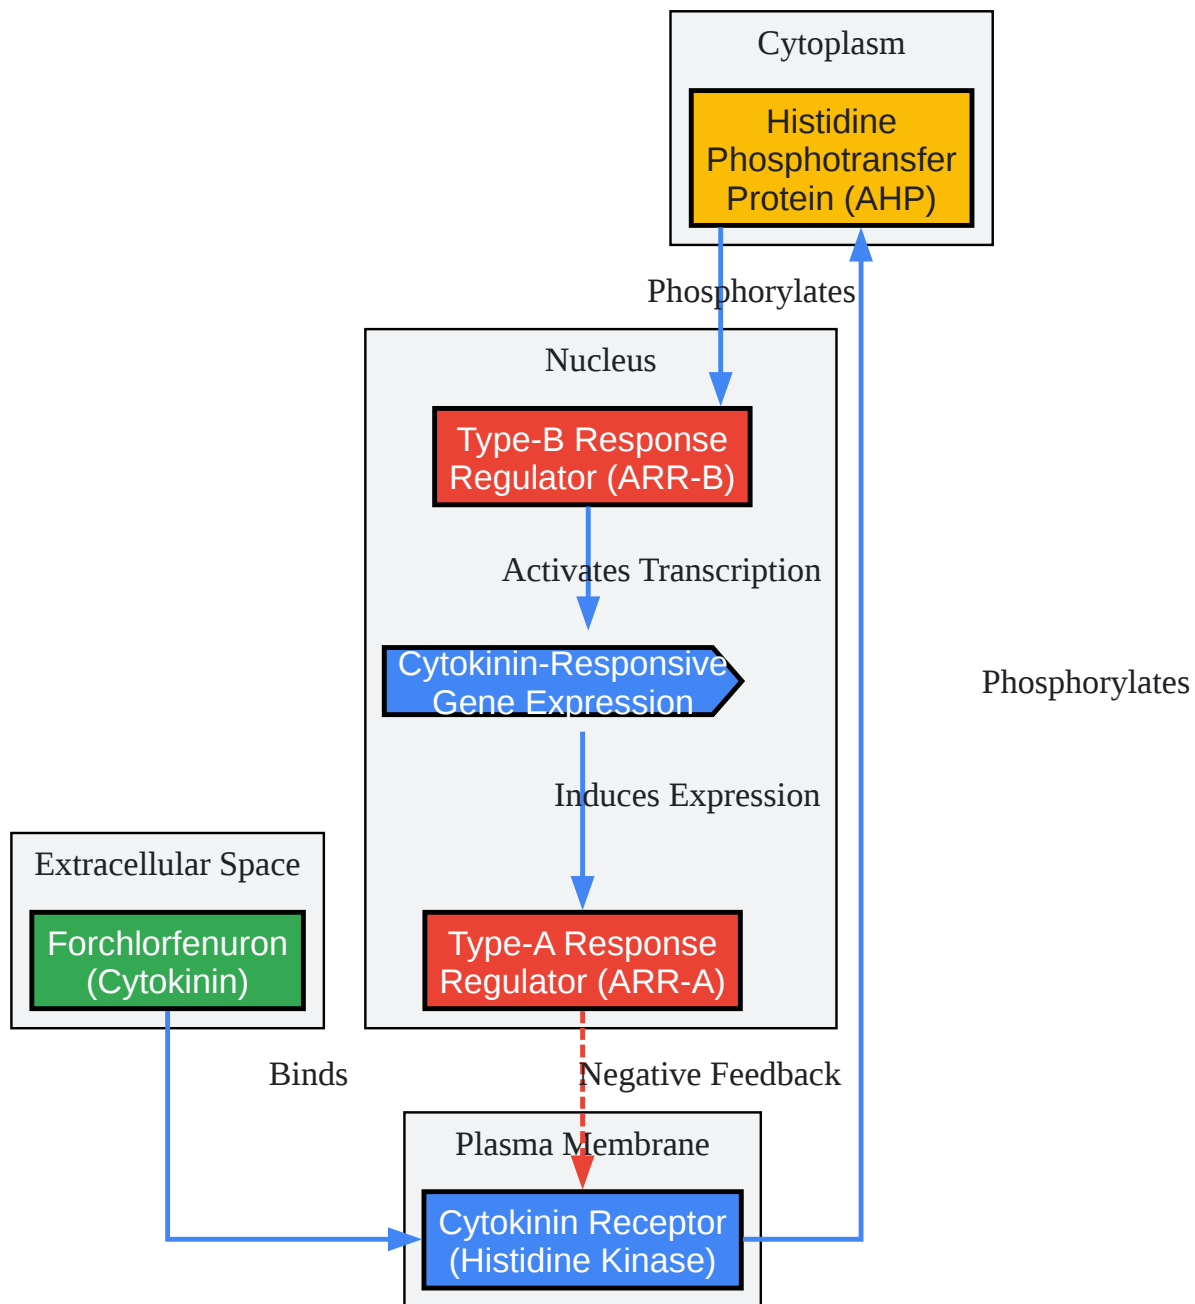 Cytoplasm
Histidine
Phosphotransfer
Protein (AHP)
Phosphorylates
Nucleus
Type-B Response
Regulator (ARR-B)
Activates Transcription
Cytokinin-Responsive
Gene Expression
Phosphorylates
Induces Expression
Extracellular Space
Forchlorfenuron
(Cytokinin)
Type-A Response
Regulator (ARR-A)
Binds
Negative Feedback
Plasma Membrane
Cytokinin Receptor
(Histidine Kinase)